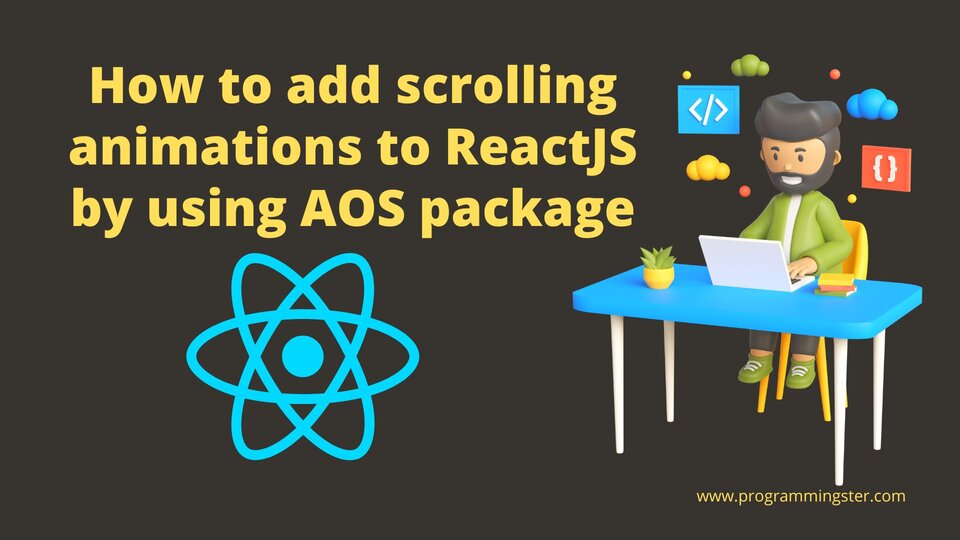 How to add scrolling
animations to ReactJS
by using AOS package
</>
{}
www.programmingster.com